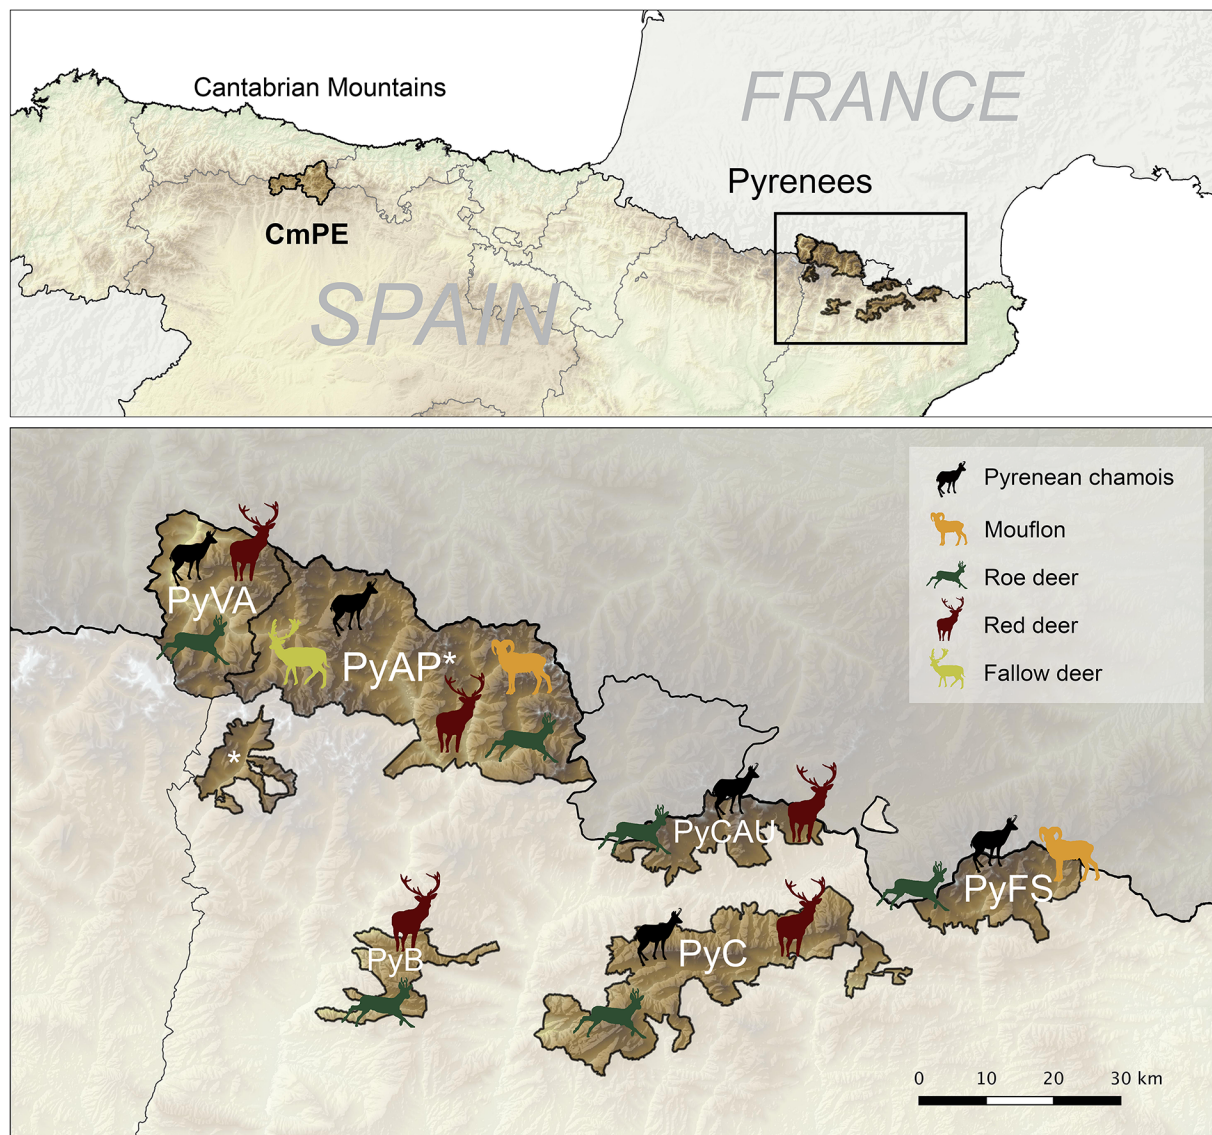 Cantabrian Mountains
FRANCE
Pyrenees
CmPE
SPAIN
Pyrenean chamois
Mouflon
Roe deer
Red deer
Fallow deer
PyVA
PyAP*
*
PyCAU
PyFS
PyB
PyC
0 10 20 30 km